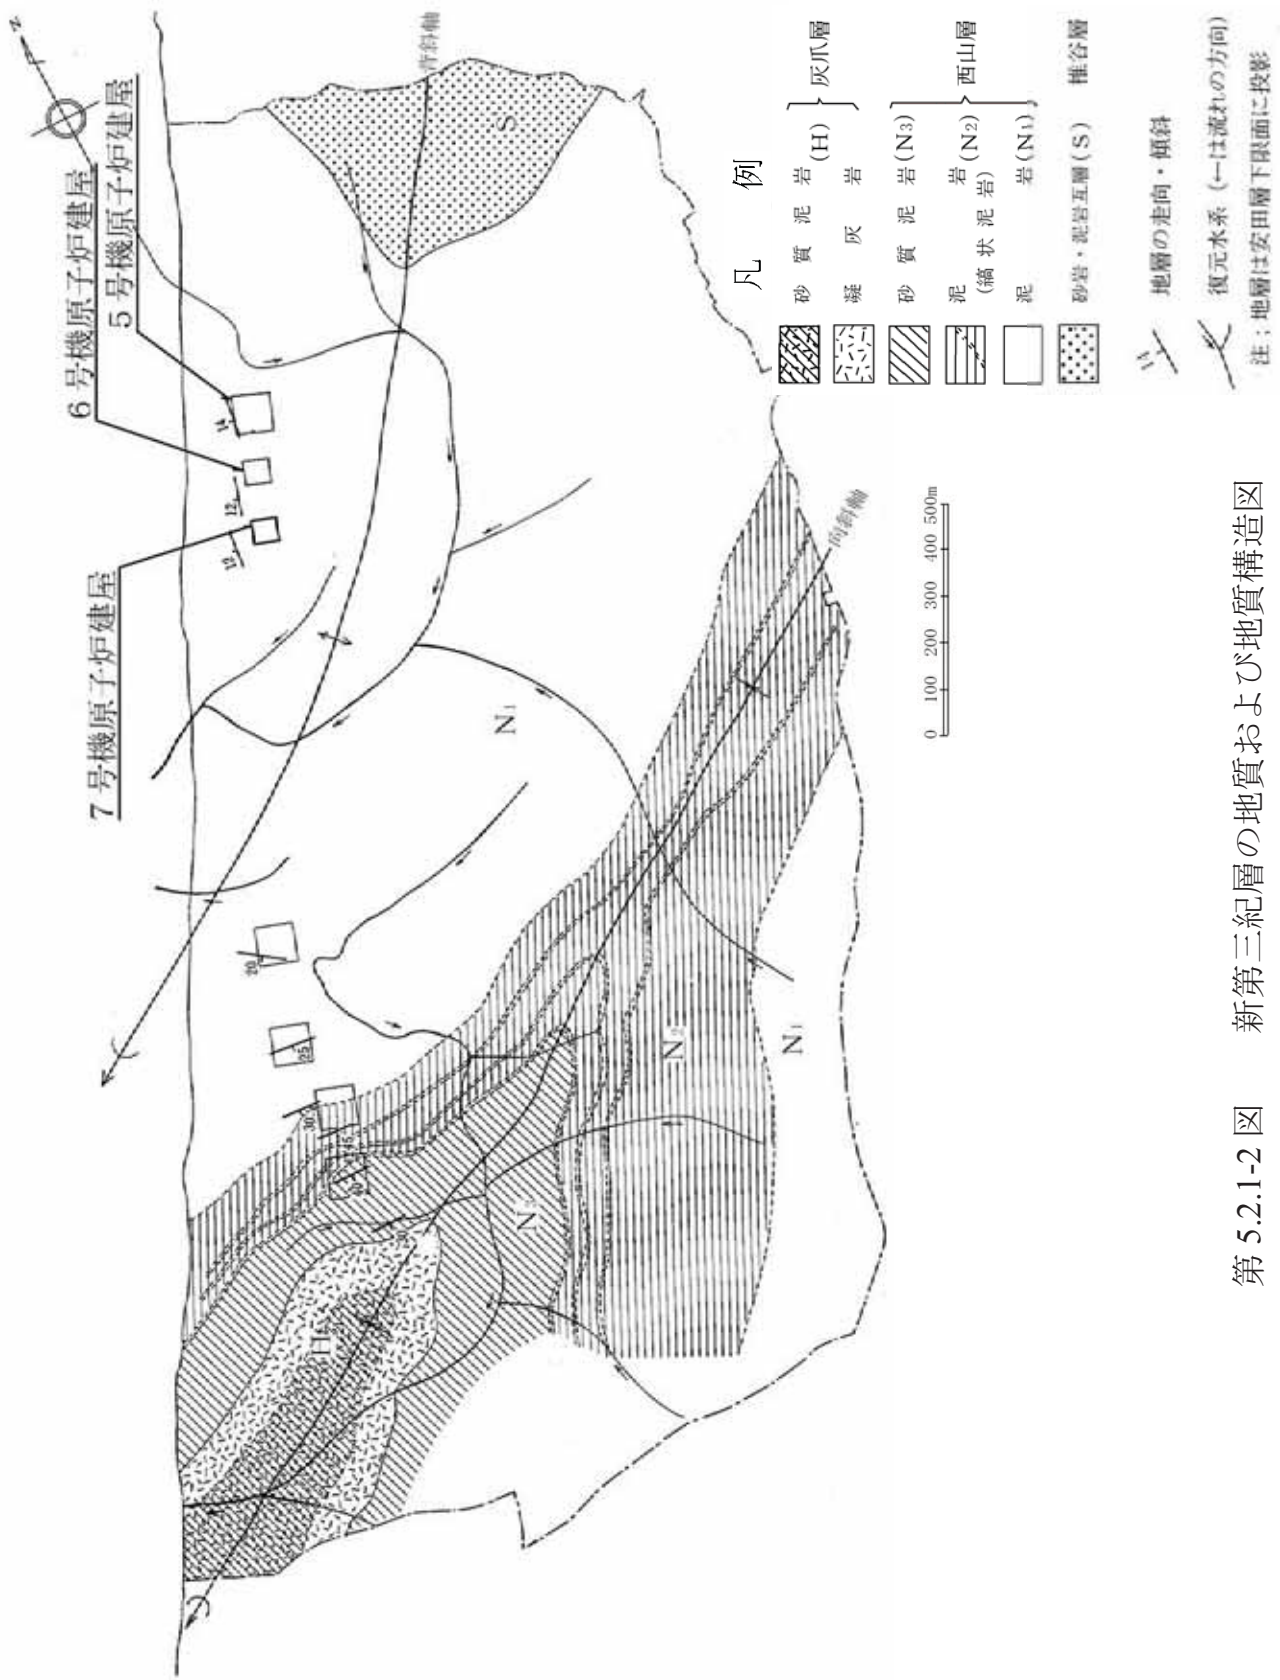 N
7号機原子炉建屋
6号機原子炉建屋
5号機原子炉建屋
背斜軸
S
14
12
12
N₁
20
25
30
45
40
30
H
N₃
N₂
N₁
向斜軸
0 100 200 300 400 500m
凡 例
砂質泥岩(H)
凝灰岩
灰爪層
砂質泥岩(N₃)
泥岩(N₂)
(縞状泥岩)
泥岩(N₁)
西山層
砂岩・泥岩互層(S) 椎谷層
14 地層の走向・傾斜
復元水系 (←は流れの方向)
注；地層は安田層下限面に投影
第 5.2.1-2 図 新第三紀層の地質および地質構造図